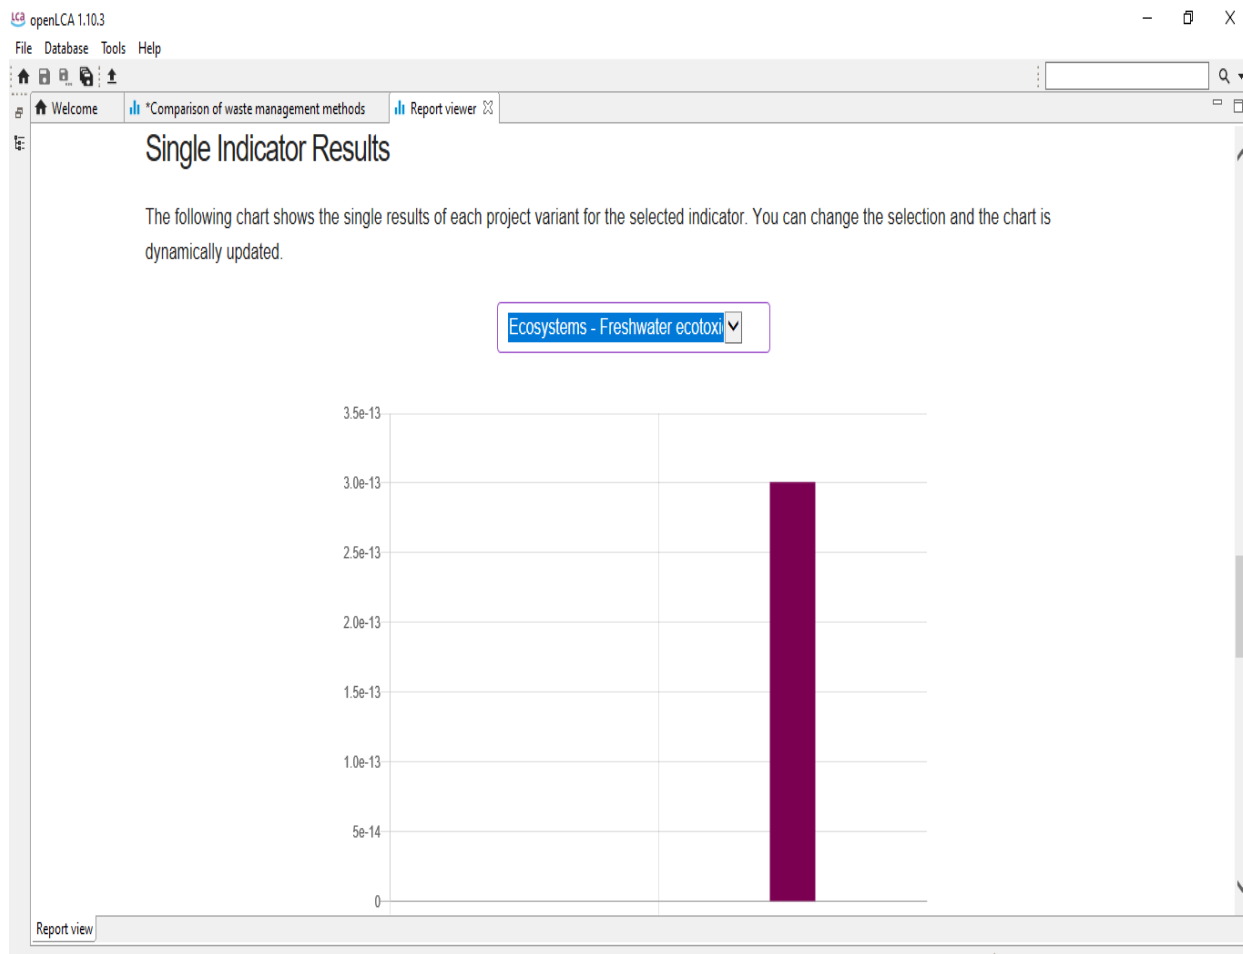 LCa openLCA 1.10.3
File Database Tools Help
Welcome
*Comparison of waste management methods
Report viewer
Single Indicator Results
The following chart shows the single results of each project variant for the selected indicator. You can change the selection and the chart is
dynamically updated.
Ecosystems - Freshwater ecotoxi
3.5e-13
3.0e-13
2.5e-13
2.0e-13
1.5e-13
1.0e-13
5e-14
0
Report view